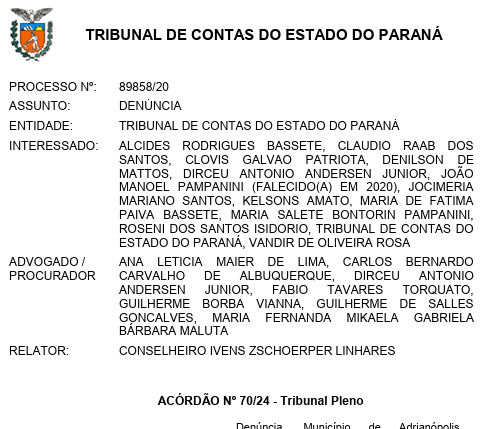 TRIBUNAL DE CONTAS DO ESTADO DO PARANÁ
PROCESSO Nº: 89858/20
ASSUNTO: DENÚNCIA
ENTIDADE: TRIBUNAL DE CONTAS DO ESTADO DO PARANÁ
INTERESSADO: ALCIDES RODRIGUES BASSETE, CLAUDIO RAAB DOS
SANTOS, CLOVIS GALVAO PATRIOTA, DENILSON DE
MATTOS, DIRCEU ANTONIO ANDERSEN JUNIOR, JOÃO
MANOEL PAMPANINI (FALECIDO(A) EM 2020), JOCIMERIA
MARIANO SANTOS, KELSONS AMATO, MARIA DE FATIMA
PAIVA BASSETE, MARIA SALETE BONTORIN PAMPANINI,
ROSENI DOS SANTOS ISIDORIO, TRIBUNAL DE CONTAS DO
ESTADO DO PARANÁ, VANDIR DE OLIVEIRA ROSA
ADVOGADO / ANA LETICIA MAIER DE LIMA, CARLOS BERNARDO
PROCURADOR CARVALHO DE ALBUQUERQUE, DIRCEU ANTONIO
ANDERSEN JUNIOR, FABIO TAVARES TORQUATO,
GUILHERME BORBA VIANNA, GUILHERME DE SALLES
GONCALVES, MARIA FERNANDA MIKAELA GABRIELA
BÁRBARA MALUTA
RELATOR: CONSELHEIRO IVENS ZSCHOERPER LINHARES
ACÓRDÃO Nº 70/24 - Tribunal Pleno
Denúncia. Município de Adrianópolis.